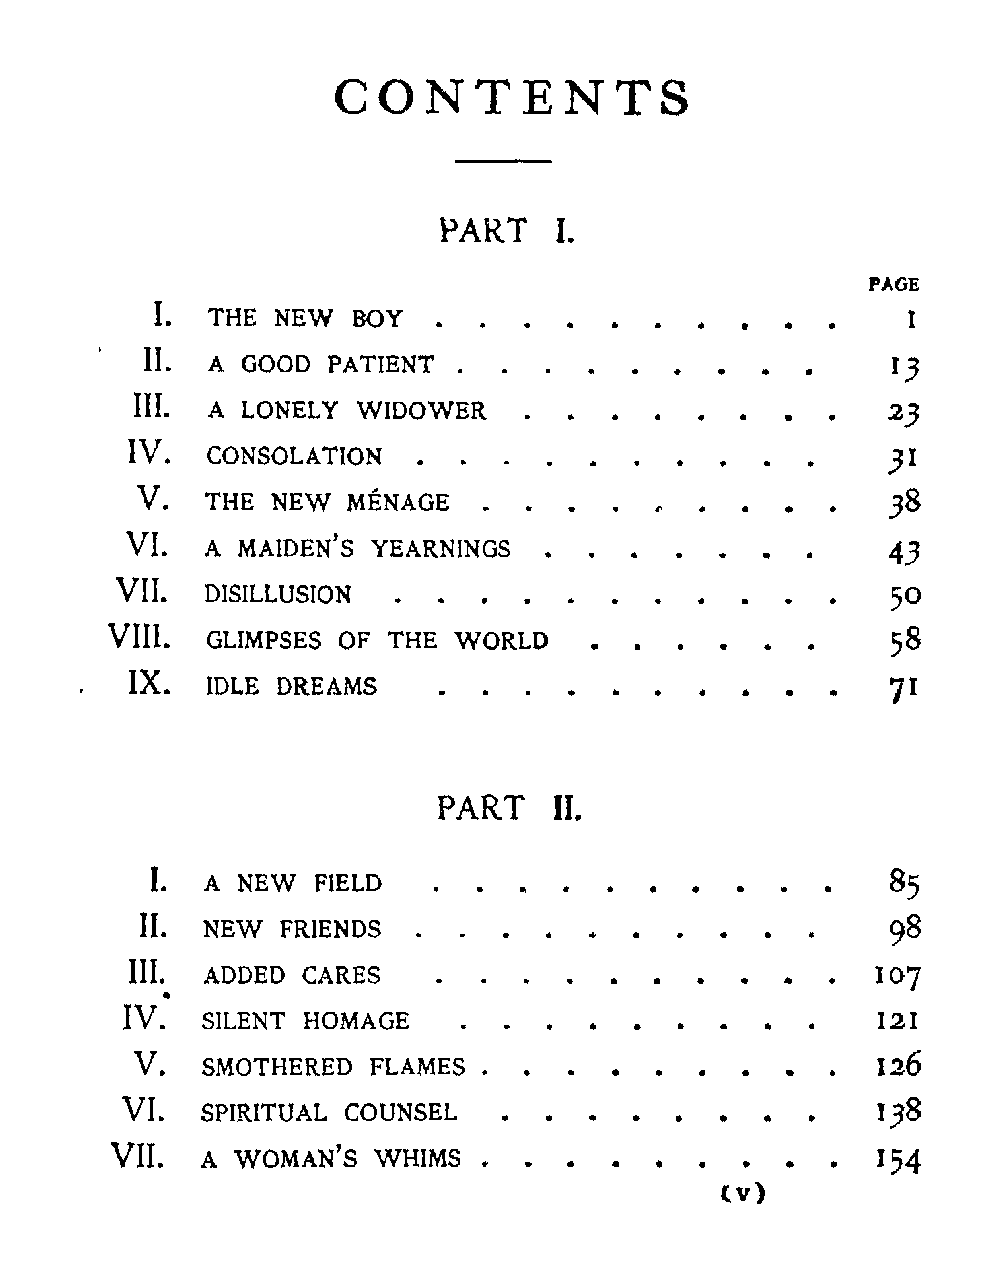 CONTENTS
PART I.
PAGE
I. THE NEW BOY . . . . . . . . . . 1
II. A GOOD PATIENT . . . . . . . . . 13
III. A LONELY WIDOWER . . . . . . . . 23
IV. CONSOLATION . . . . . . . . . . 31
V. THE NEW MÉNAGE . . . . . . . . . 38
VI. A MAIDEN'S YEARNINGS . . . . . . . 43
VII. DISILLUSION . . . . . . . . . . . 50
VIII. GLIMPSES OF THE WORLD . . . . . . 58
IX. IDLE DREAMS . . . . . . . . . . 71
PART II.
I. A NEW FIELD . . . . . . . . . . 85
II. NEW FRIENDS . . . . . . . . . . 98
III. ADDED CARES . . . . . . . . . . 107
IV. SILENT HOMAGE . . . . . . . . . 121
V. SMOTHERED FLAMES . . . . . . . . . 126
VI. SPIRITUAL COUNSEL . . . . . . . . 138
VII. A WOMAN'S WHIMS . . . . . . . . . 154
(v)